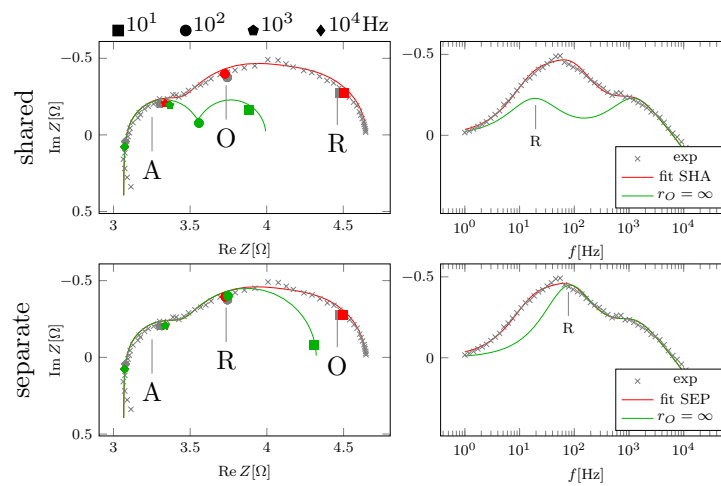 10¹ 10² 10³ 10⁴Hz
shared
−0.5
0
0.5
Im Z[Ω]
A
O
R
3 3.5 4 4.5
Re Z[Ω]
−0.5
0
R
exp
fit SHA
r_O = ∞
10⁰ 10¹ 10² 10³ 10⁴
f[Hz]
separate
−0.5
0
0.5
Im Z[Ω]
A
R
O
3 3.5 4 4.5
Re Z[Ω]
−0.5
0
R
exp
fit SEP
r_O = ∞
10⁰ 10¹ 10² 10³ 10⁴
f[Hz]